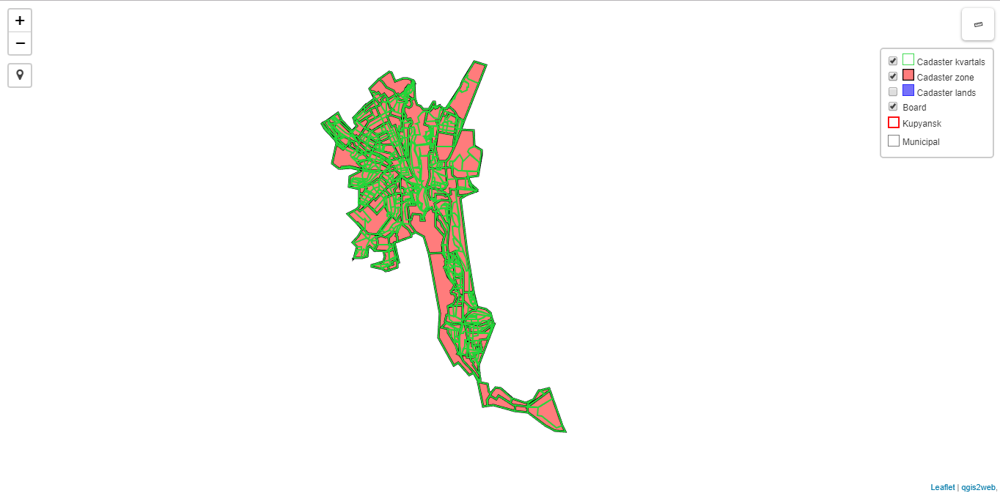 +
−
Cadaster kvartals
Cadaster zone
Cadaster lands
Board
Kupyansk
Municipal
Leaflet | qgis2web,